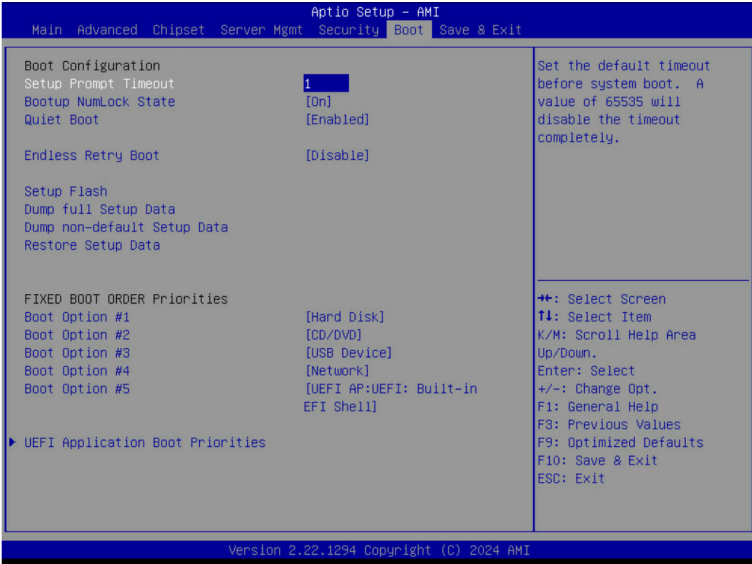 Aptio Setup – AMI
Main Advanced Chipset Server Mgmt Security Boot Save & Exit
Boot Configuration
Setup Prompt Timeout 1
Bootup NumLock State [On]
Quiet Boot [Enabled]
Endless Retry Boot [Disable]
Setup Flash
Dump full Setup Data
Dump non-default Setup Data
Restore Setup Data
FIXED BOOT ORDER Priorities
Boot Option #1 [Hard Disk]
Boot Option #2 [CD/DVD]
Boot Option #3 [USB Device]
Boot Option #4 [Network]
Boot Option #5 [UEFI AP:UEFI: Built-in
EFI Shell]
UEFI Application Boot Priorities
Set the default timeout
before system boot. A
value of 65535 will
disable the timeout
completely.
→←: Select Screen
↑↓: Select Item
K/M: Scroll Help Area
Up/Down.
Enter: Select
+/-: Change Opt.
F1: General Help
F3: Previous Values
F9: Optimized Defaults
F10: Save & Exit
ESC: Exit
Version 2.22.1294 Copyright (C) 2024 AMI